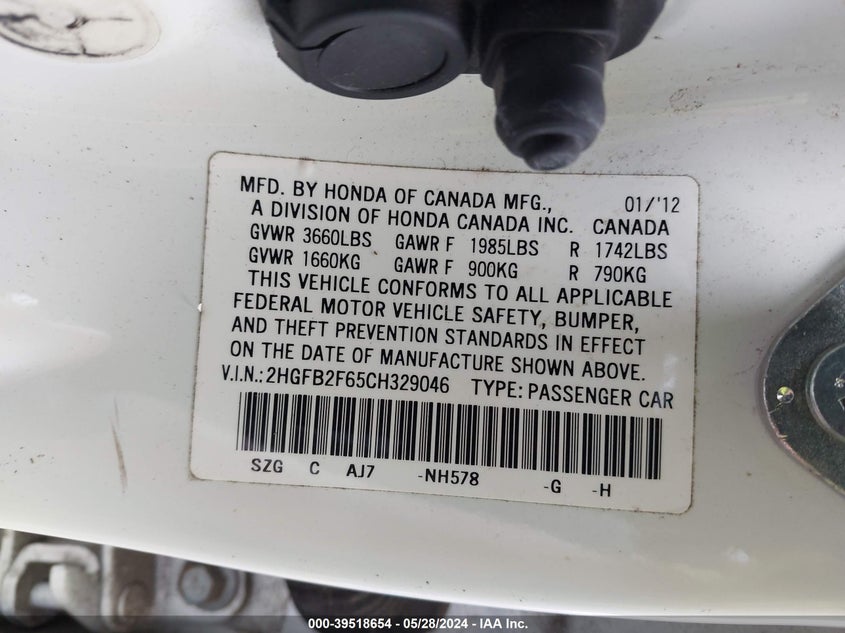 MFD. BY HONDA OF CANADA MFG., 01/'12
A DIVISION OF HONDA CANADA INC. CANADA
GVWR 3660LBS GAWR F 1985LBS R 1742LBS
GVWR 1660KG GAWR F 900KG R 790KG
THIS VEHICLE CONFORMS TO ALL APPLICABLE
FEDERAL MOTOR VEHICLE SAFETY, BUMPER,
AND THEFT PREVENTION STANDARDS IN EFFECT
ON THE DATE OF MANUFACTURE SHOWN ABOVE.
V.I.N.: 2HGFB2F65CH329046 TYPE: PASSENGER CAR
SZG C AJ7 -NH578 -G -H
000-39518654 - 05/28/2024 - IAA Inc.